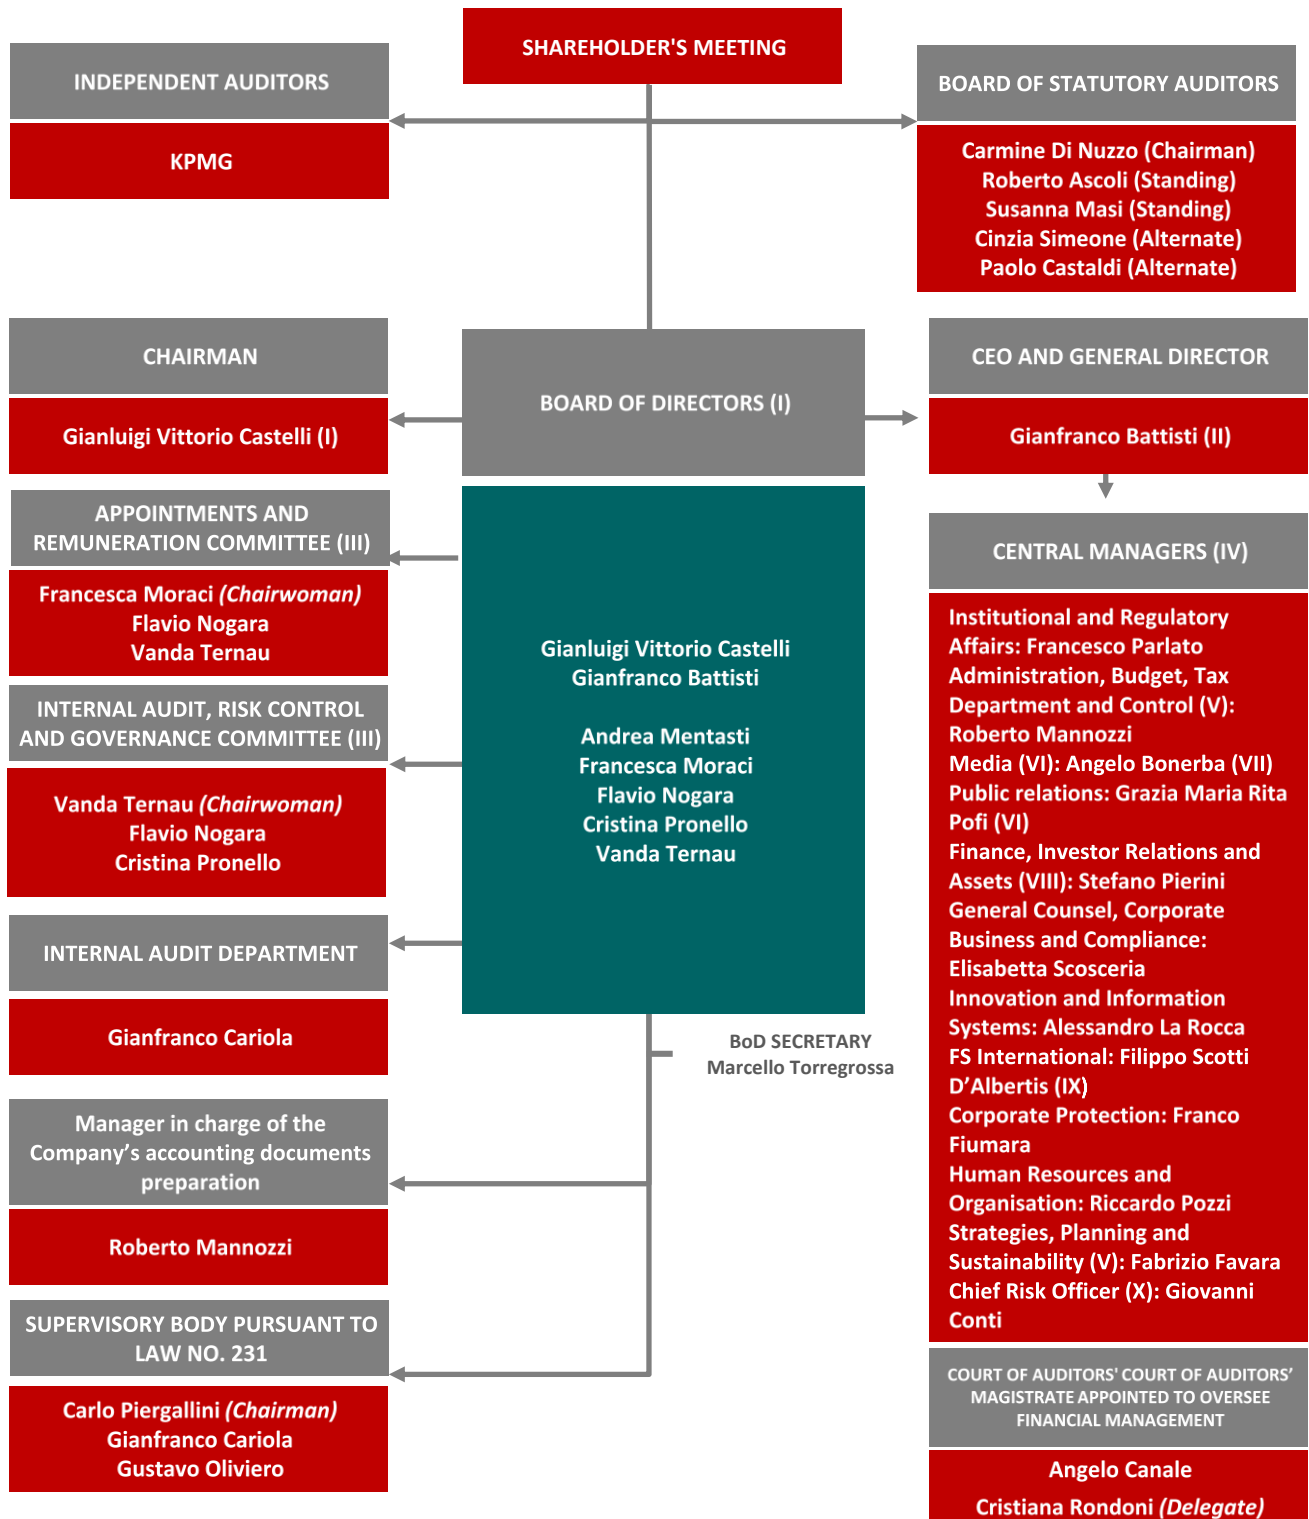 SHAREHOLDER'S MEETING
INDEPENDENT AUDITORS
KPMG
BOARD OF STATUTORY AUDITORS
Carmine Di Nuzzo (Chairman)
Roberto Ascoli (Standing)
Susanna Masi (Standing)
Cinzia Simeone (Alternate)
Paolo Castaldi (Alternate)
CHAIRMAN
Gianluigi Vittorio Castelli (I)
BOARD OF DIRECTORS (I)
CEO AND GENERAL DIRECTOR
Gianfranco Battisti (II)
APPOINTMENTS AND
REMUNERATION COMMITTEE (III)
Francesca Moraci (Chairwoman)
Flavio Nogara
Vanda Ternau
INTERNAL AUDIT, RISK CONTROL
AND GOVERNANCE COMMITTEE (III)
Vanda Ternau (Chairwoman)
Flavio Nogara
Cristina Pronello
INTERNAL AUDIT DEPARTMENT
Gianfranco Cariola
Manager in charge of the
Company’s accounting documents
preparation
Roberto Mannozzi
SUPERVISORY BODY PURSUANT TO
LAW NO. 231
Carlo Piergallini (Chairman)
Gianfranco Cariola
Gustavo Oliviero
Gianluigi Vittorio Castelli
Gianfranco Battisti
Andrea Mentasti
Francesca Moraci
Flavio Nogara
Cristina Pronello
Vanda Ternau
BoD SECRETARY
Marcello Torregrossa
CENTRAL MANAGERS (IV)
Institutional and Regulatory
Affairs: Francesco Parlato
Administration, Budget, Tax
Department and Control (V):
Roberto Mannozzi
Media (VI): Angelo Bonerba (VII)
Public relations: Grazia Maria Rita
Pofi (VI)
Finance, Investor Relations and
Assets (VIII): Stefano Pierini
General Counsel, Corporate
Business and Compliance:
Elisabetta Scosceria
Innovation and Information
Systems: Alessandro La Rocca
FS International: Filippo Scotti
D’Albertis (IX)
Corporate Protection: Franco
Fiumara
Human Resources and
Organisation: Riccardo Pozzi
Strategies, Planning and
Sustainability (V): Fabrizio Favara
Chief Risk Officer (X): Giovanni
Conti
COURT OF AUDITORS' COURT OF AUDITORS’
MAGISTRATE APPOINTED TO OVERSEE
FINANCIAL MANAGEMENT
Angelo Canale
Cristiana Rondoni (Delegate)